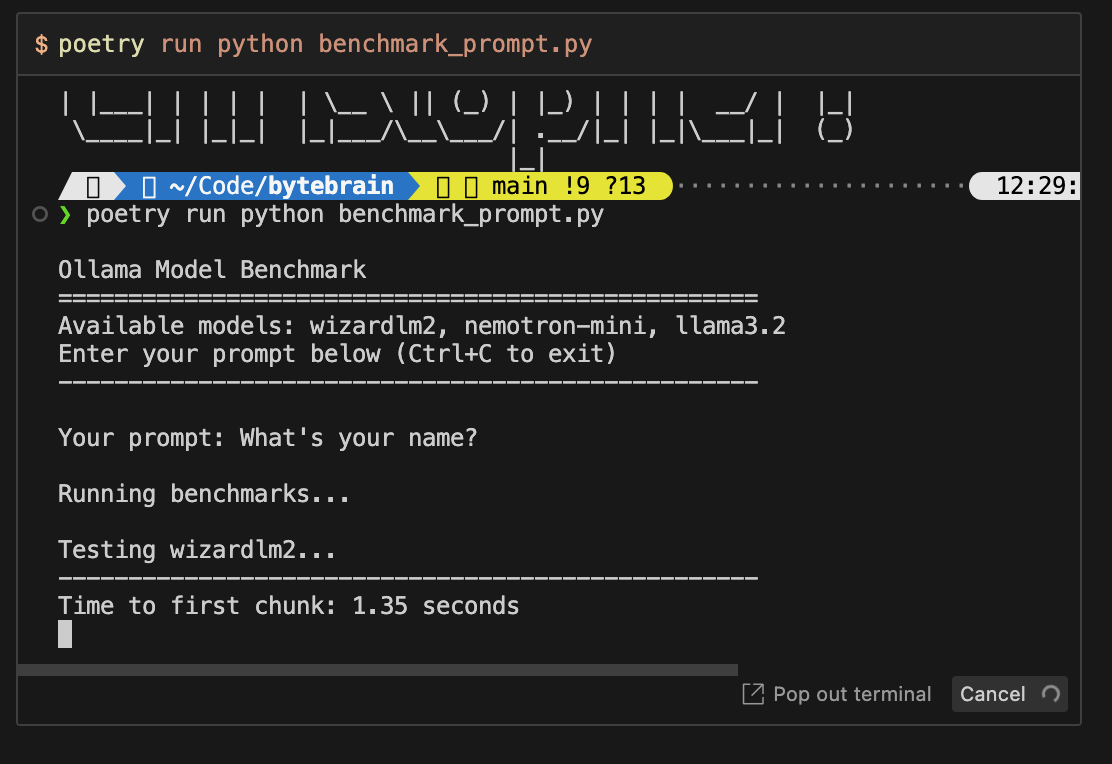 $ poetry run python benchmark_prompt.py
| |___| | | | |  | \__ \ || (_) | |_) | | | |  __/ |  |_|
 \____|_| |_|_|  |_|___/\__\___/| .__/|_| |_|\___|_|  (_)
                                |_|
~/Code/bytebrain main !9 ?13 ····················· 12:29:
❯ poetry run python benchmark_prompt.py
Ollama Model Benchmark
==================================================
Available models: wizardlm2, nemotron-mini, llama3.2
Enter your prompt below (Ctrl+C to exit)
--------------------------------------------------
Your prompt: What's your name?
Running benchmarks...
Testing wizardlm2...
--------------------------------------------------
Time to first chunk: 1.35 seconds
Pop out terminal Cancel